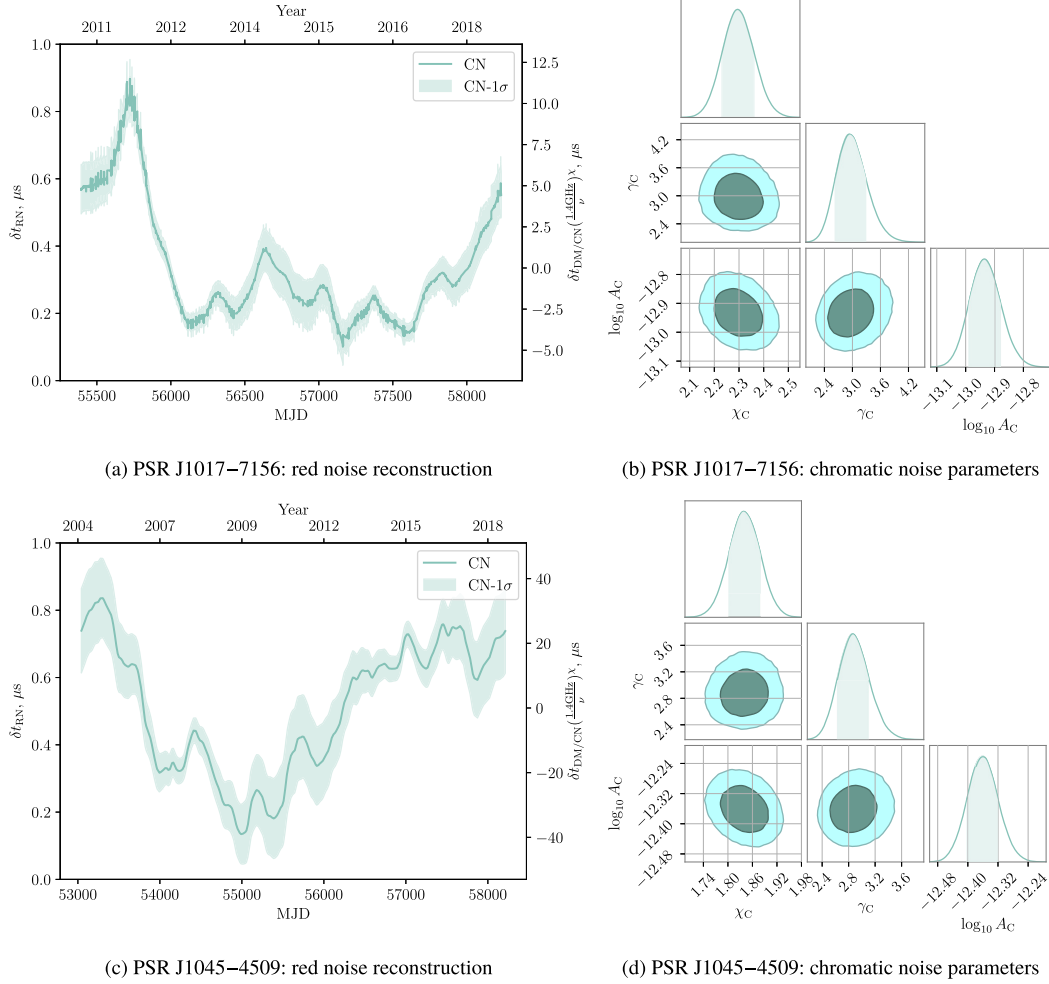 Year
2011 2012 2014 2015 2016 2018
1.0
0.8
0.6
0.4
0.2
0.0
δt_RN, μs
CN
CN-1σ
12.5
10.0
7.5
5.0
2.5
0.0
−2.5
−5.0
δt_DM/CN(1.4GHz/ν)^χ, μs
55500 56000 56500 57000 57500 58000
MJD
4.2
3.6
3.0
2.4
γ_C
−12.8
−12.9
−13.0
−13.1
log₁₀ A_C
2.1 2.2 2.3 2.4 2.5
χ_C
2.4 3.0 3.6 4.2
γ_C
−13.1 −13.0 −12.9 −12.8
log₁₀ A_C
(a) PSR J1017−7156: red noise reconstruction
(b) PSR J1017−7156: chromatic noise parameters
Year
2004 2007 2009 2012 2015 2018
1.0
0.8
0.6
0.4
0.2
0.0
δt_RN, μs
CN
CN-1σ
40
20
0
−20
−40
δt_DM/CN(1.4GHz/ν)^χ, μs
53000 54000 55000 56000 57000 58000
MJD
3.6
3.2
2.8
2.4
γ_C
−12.24
−12.32
−12.40
−12.48
log₁₀ A_C
1.74 1.80 1.86 1.92 1.98
χ_C
2.4 2.8 3.2 3.6
γ_C
−12.48 −12.40 −12.32 −12.24
log₁₀ A_C
(c) PSR J1045−4509: red noise reconstruction
(d) PSR J1045−4509: chromatic noise parameters